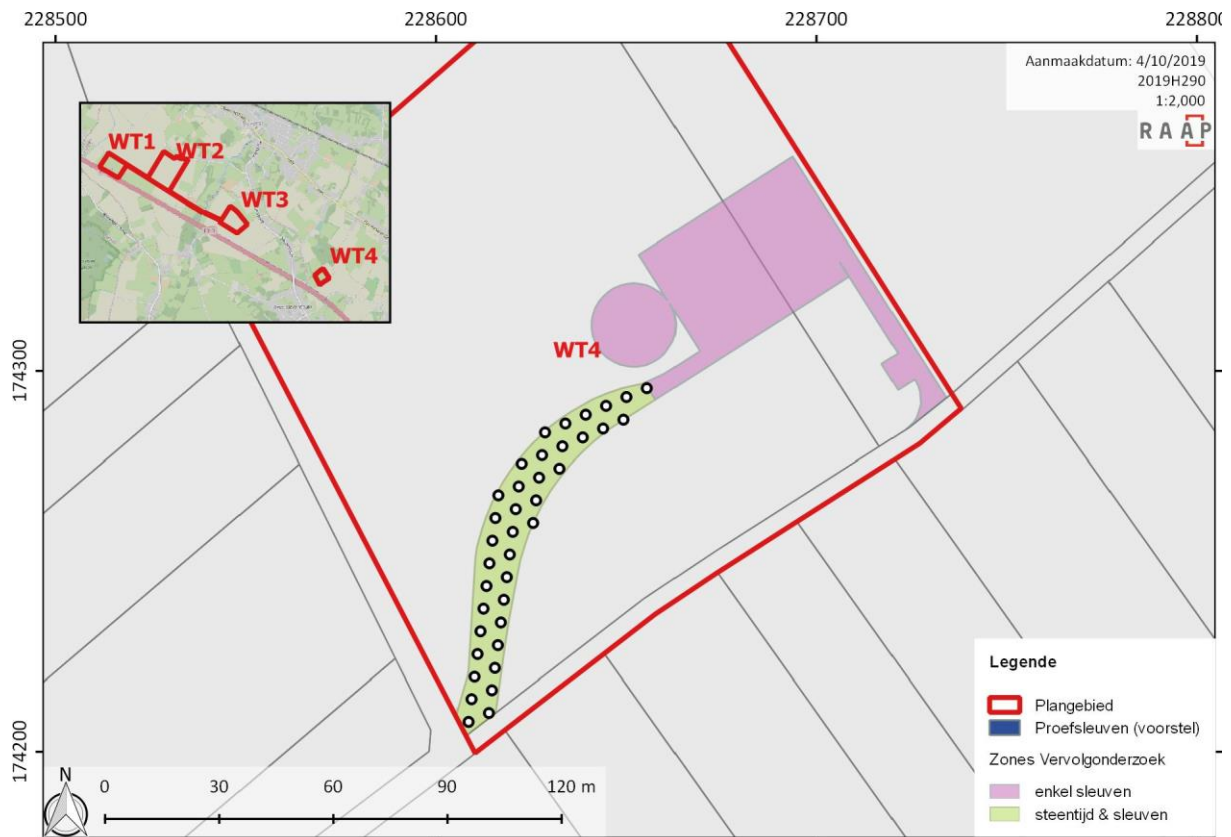 228500 228600 228700 228800
Aanmaakdatum: 4/10/2019
2019H290
1:2,000
RAAP
WT1
WT2
WT3
WT4
174300
WT4
174200
N
0 30 60 90 120 m
Legende
Plangebied
Proefsleuven (voorstel)
Zones Vervolgonderzoek
enkel sleuven
steentijd & sleuven